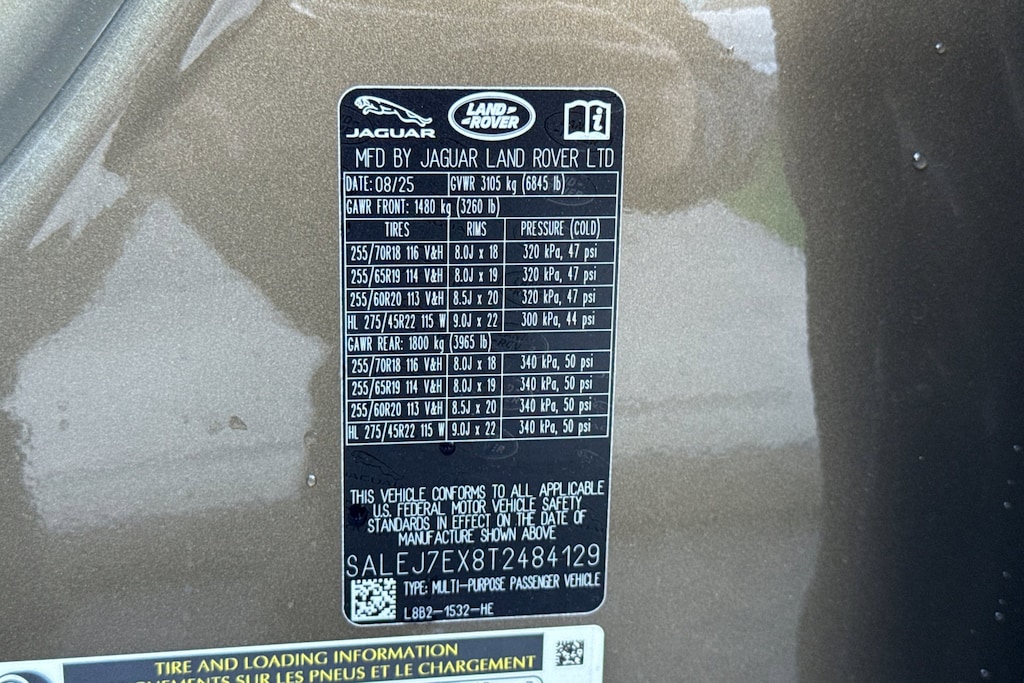 JAGUAR
LAND ROVER
MFD BY JAGUAR LAND ROVER LTD
DATE: 08/25 GVWR 3105 kg (6845 lb)
GAWR FRONT: 1480 kg (3260 lb)
TIRES RIMS PRESSURE (COLD)
255/70R18 116 V&H 8.0J x 18 320 kPa, 47 psi
255/65R19 114 V&H 8.0J x 19 320 kPa, 47 psi
255/60R20 113 V&H 8.5J x 20 320 kPa, 47 psi
HL 275/45R22 115 W 9.0J x 22 300 kPa, 44 psi
GAWR REAR: 1800 kg (3965 lb)
255/70R18 116 V&H 8.0J x 18 340 kPa, 50 psi
255/65R19 114 V&H 8.0J x 19 340 kPa, 50 psi
255/60R20 113 V&H 8.5J x 20 340 kPa, 50 psi
HL 275/45R22 115 W 9.0J x 22 340 kPa, 50 psi
THIS VEHICLE CONFORMS TO ALL APPLICABLE
U.S. FEDERAL MOTOR VEHICLE SAFETY
STANDARDS IN EFFECT ON THE DATE OF
MANUFACTURE SHOWN ABOVE
SALEJ7EX8T2484129
TYPE: MULTI-PURPOSE PASSENGER VEHICLE
L8B2-1532-HE
TIRE AND LOADING INFORMATION
SUR LES PNEUS ET LE CHARGEMENT